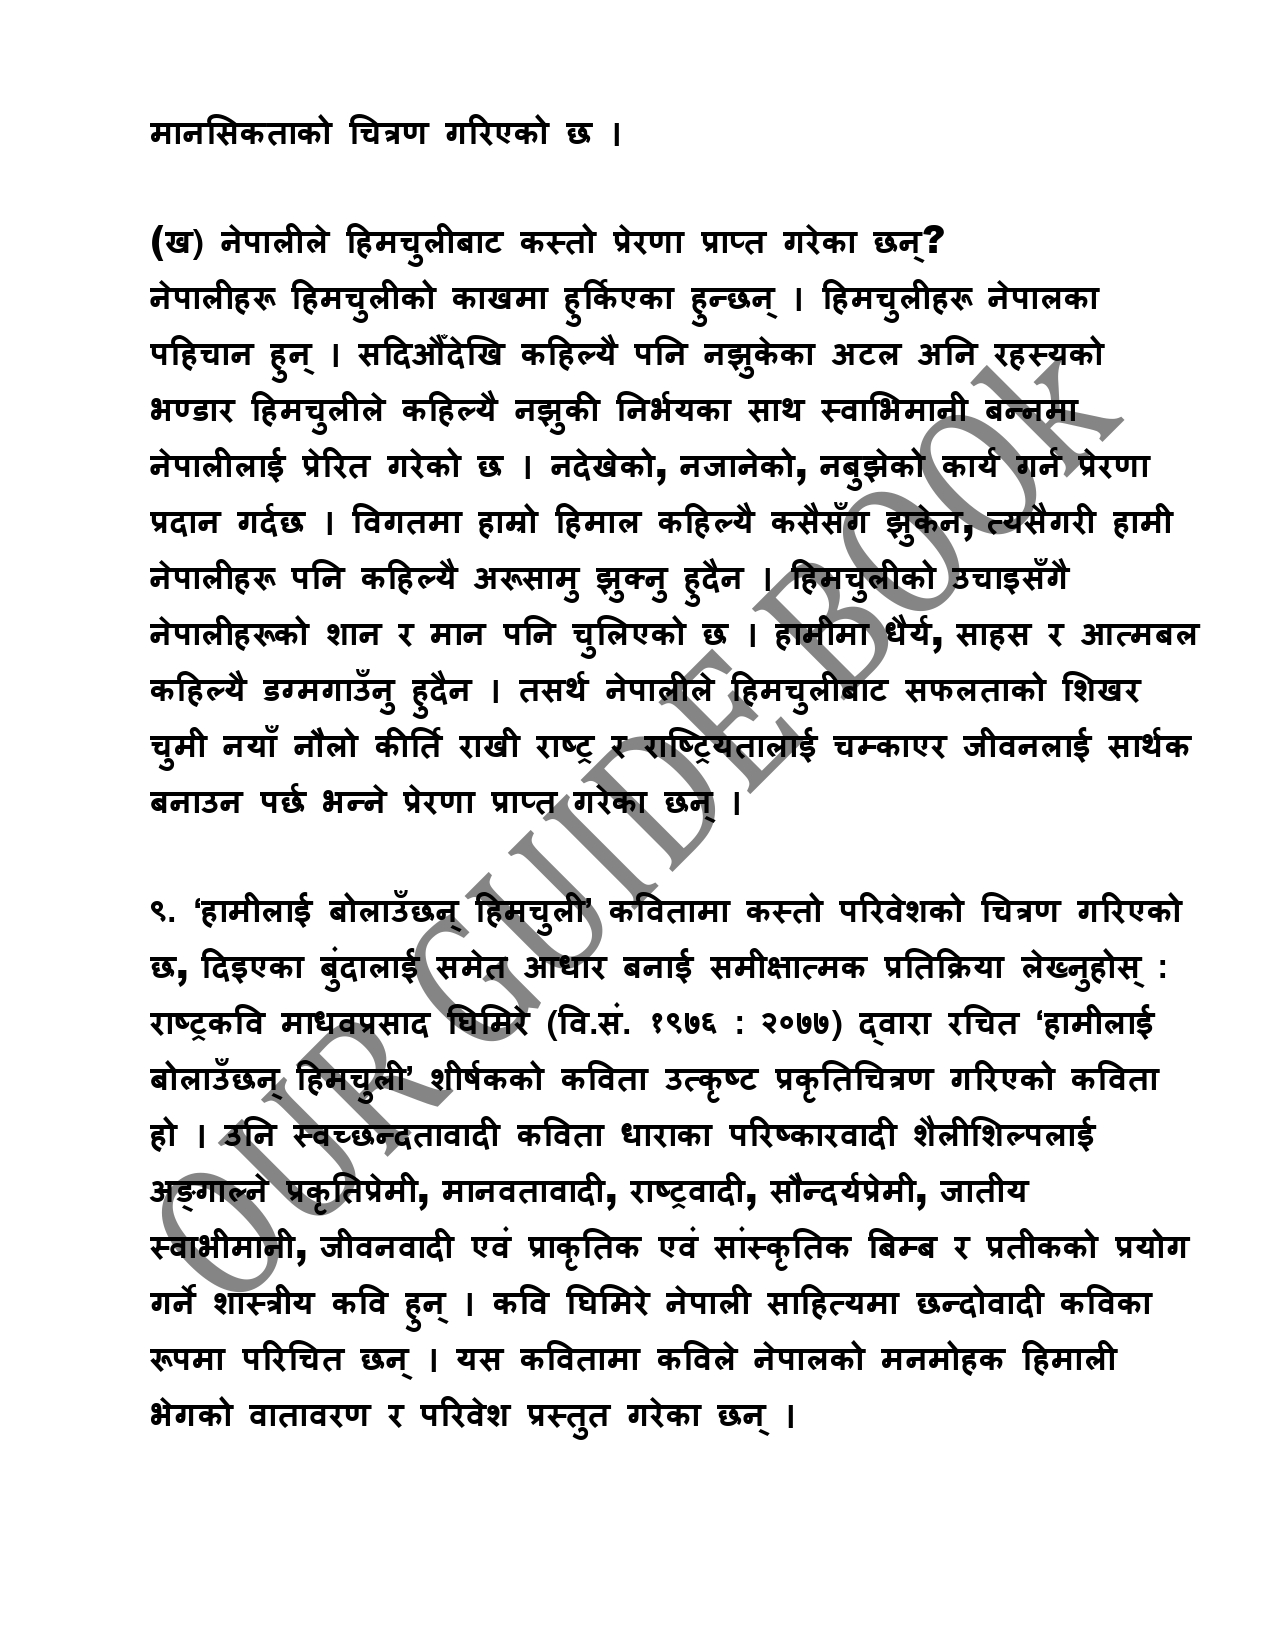 मानसिकताको चित्रण गरिएको छ ।
(ख) नेपालीले हिमचुलीबाट कस्तो प्रेरणा प्राप्त गरेका छन्?
नेपालीहरू हिमचुलीको काखमा हुर्किएका हुन्छन् । हिमचुलीहरू नेपालका
पहिचान हुन् । सदिऔँदेखि कहिल्यै पनि नझुकेका अटल अनि रहस्यको
भण्डार हिमचुलीले कहिल्यै नझुकी निर्भयका साथ स्वाभिमानी बन्नमा
नेपालीलाई प्रेरित गरेको छ । नदेखेको, नजानेको, नबुझेको कार्य गर्न प्रेरणा
प्रदान गर्दछ । विगतमा हाम्रो हिमाल कहिल्यै कसैसँग झुकेन, त्यसैगरी हामी
नेपालीहरू पनि कहिल्यै अरूसामु झुक्नु हुदैन । हिमचुलीको उचाइसँगै
नेपालीहरूको शान र मान पनि चुलिएको छ । हामीमा धैर्य, साहस र आत्मबल
कहिल्यै डग्मगाउँनु हुदैन । तसर्थ नेपालीले हिमचुलीबाट सफलताको शिखर
चुमी नयाँ नौलो कीर्ति राखी राष्ट्र र राष्ट्रियतालाई चम्काएर जीवनलाई सार्थक
बनाउन पर्छ भन्ने प्रेरणा प्राप्त गरेका छन् ।
९. ‘हामीलाई बोलाउँछन् हिमचुली’ कवितामा कस्तो परिवेशको चित्रण गरिएको
छ, दिइएका बुंदालाई समेत आधार बनाई समीक्षात्मक प्रतिक्रिया लेख्नुहोस् :
राष्ट्रकवि माधवप्रसाद घिमिरे (वि.सं. १९७६ : २०७७) द्वारा रचित ‘हामीलाई
बोलाउँछन् हिमचुली’ शीर्षकको कविता उत्कृष्ट प्रकृतिचित्रण गरिएको कविता
हो । उनि स्वच्छन्दतावादी कविता धाराका परिष्कारवादी शैलीशिल्पलाई
अङ्गाल्ने प्रकृतिप्रेमी, मानवतावादी, राष्ट्रवादी, सौन्दर्यप्रेमी, जातीय
स्वाभीमानी, जीवनवादी एवं प्राकृतिक एवं सांस्कृतिक बिम्ब र प्रतीकको प्रयोग
गर्ने शास्त्रीय कवि हुन् । कवि घिमिरे नेपाली साहित्यमा छन्दोवादी कविका
रूपमा परिचित छन् । यस कवितामा कविले नेपालको मनमोहक हिमाली
भेगको वातावरण र परिवेश प्रस्तुत गरेका छन् ।
OUR GUIDE BOOK